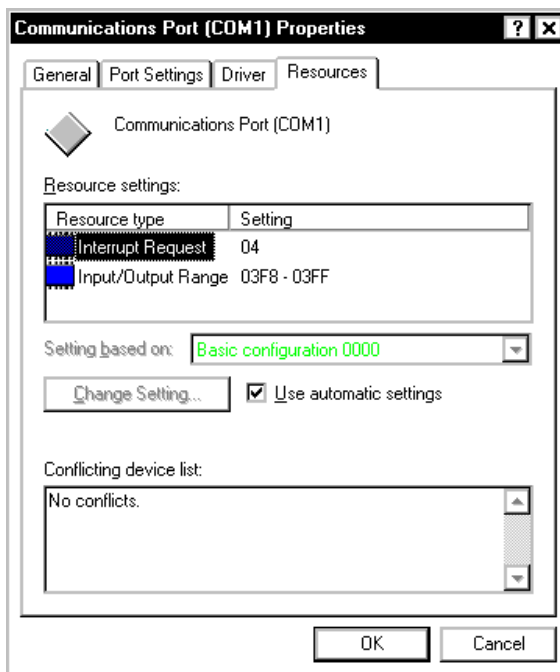 Communications Port (COM1) Properties
General Port Settings Driver Resources
Communications Port (COM1)
Resource settings:
Resource type Setting
Interrupt Request 04
Input/Output Range 03F8 - 03FF
Setting based on: Basic configuration 0000
Change Setting... Use automatic settings
Conflicting device list:
No conflicts.
OK Cancel